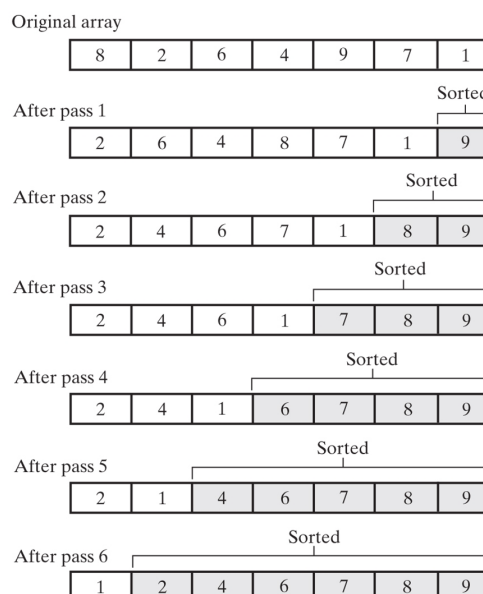 Original array
8 2 6 4 9 7 1
Sorted
After pass 1
2 6 4 8 7 1 9
Sorted
After pass 2
2 4 6 7 1 8 9
Sorted
After pass 3
2 4 6 1 7 8 9
Sorted
After pass 4
2 4 1 6 7 8 9
Sorted
After pass 5
2 1 4 6 7 8 9
Sorted
After pass 6
1 2 4 6 7 8 9